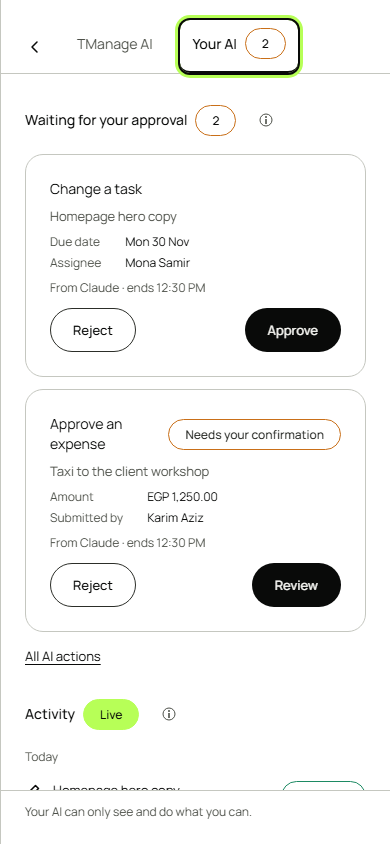 TManage AI
Your AI 2
Waiting for your approval 2
Change a task
Homepage hero copy
Due date Mon 30 Nov
Assignee Mona Samir
From Claude · ends 12:30 PM
Reject Approve
Approve an
expense
Needs your confirmation
Taxi to the client workshop
Amount EGP 1,250.00
Submitted by Karim Aziz
From Claude · ends 12:30 PM
Reject Review
All AI actions
Activity Live
Today
Homepage hero copy
Your AI can only see and do what you can.